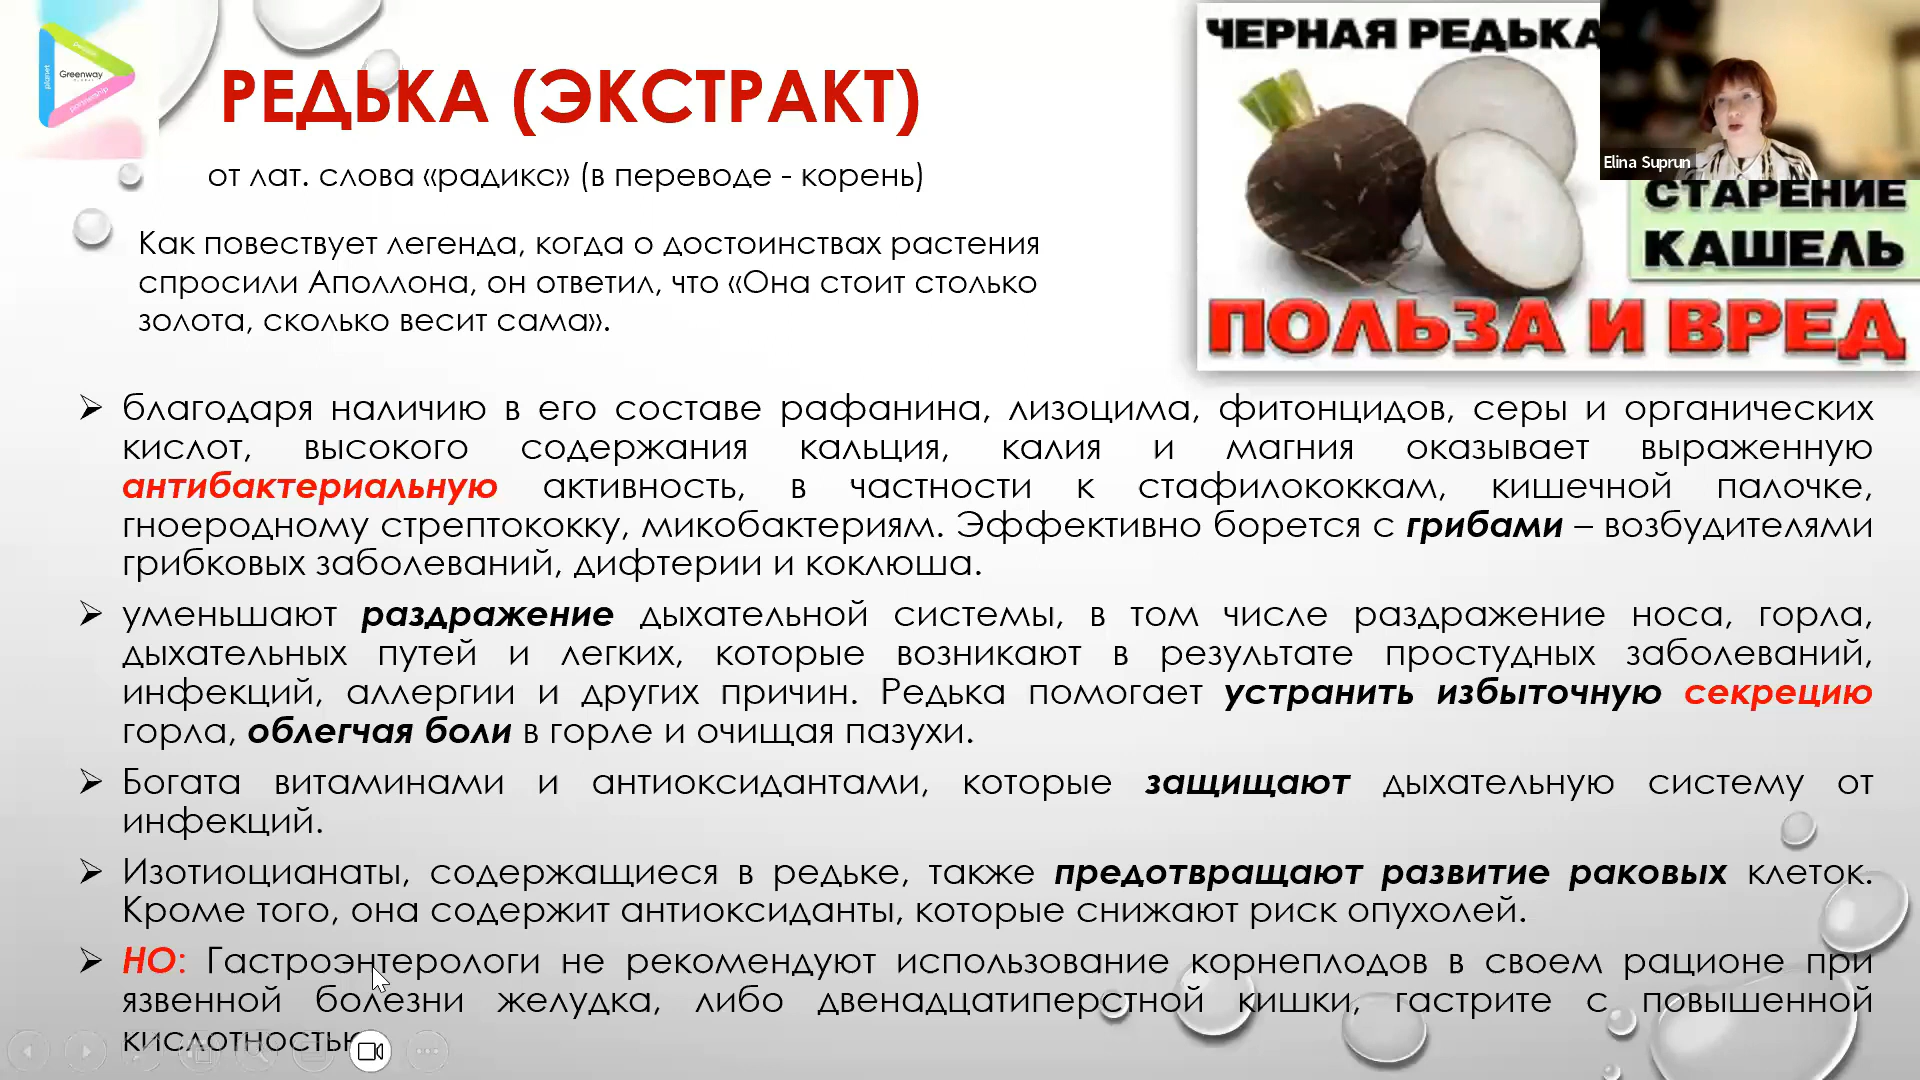 people
planet
Greenway
GLOBAL
partnership
РЕДЬКА (ЭКСТРАКТ)
от лат. слова «радикс» (в переводе - корень)
Как повествует легенда, когда о достоинствах растения
спросили Аполлона, он ответил, что «Она стоит столько
золота, сколько весит сама».
ЧЕРНАЯ РЕДЬКА
Elina Suprun
СТАРЕНИЕ
КАШЕЛЬ
ПОЛЬЗА И ВРЕД
благодаря наличию в его составе рафанина, лизоцима, фитонцидов, серы и органических
кислот, высокого содержания кальция, калия и магния оказывает выраженную
антибактериальную активность, в частности к стафилококкам, кишечной палочке,
гноеродному стрептококку, микобактериям. Эффективно борется с грибами – возбудителями
грибковых заболеваний, дифтерии и коклюша.
уменьшают раздражение дыхательной системы, в том числе раздражение носа, горла,
дыхательных путей и легких, которые возникают в результате простудных заболеваний,
инфекций, аллергии и других причин. Редька помогает устранить избыточную секрецию
горла, облегчая боли в горле и очищая пазухи.
Богата витаминами и антиоксидантами, которые защищают дыхательную систему от
инфекций.
Изотиоцианаты, содержащиеся в редьке, также предотвращают развитие раковых клеток.
Кроме того, она содержит антиоксиданты, которые снижают риск опухолей.
НО: Гастроэнтерологи не рекомендуют использование корнеплодов в своем рационе при
язвенной болезни желудка, либо двенадцатиперстной кишки, гастрите с повышенной
кислотностью